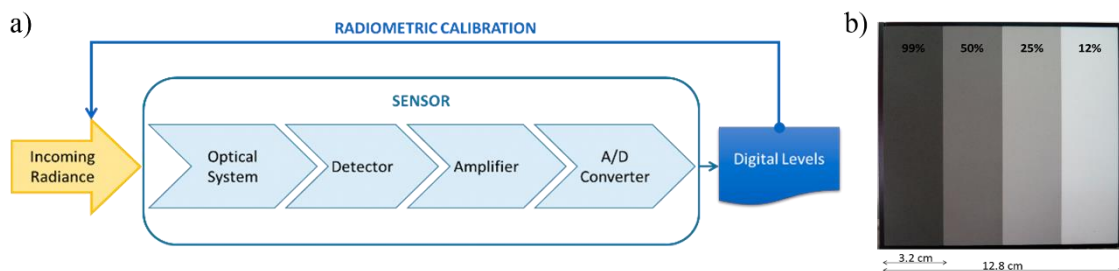 a)
RADIOMETRIC CALIBRATION
b)
SENSOR
Incoming
Radiance
Optical
System
Detector
Amplifier
A/D
Converter
Digital Levels
99% 50% 25% 12%
3.2 cm
12.8 cm